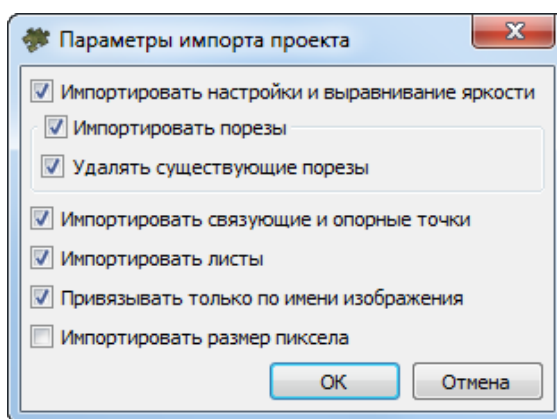 Параметры импорта проекта
Импортировать настройки и выравнивание яркости
Импортировать порезы
Удалять существующие порезы
Импортировать связующие и опорные точки
Импортировать листы
Привязывать только по имени изображения
Импортировать размер пиксела
OK Отмена